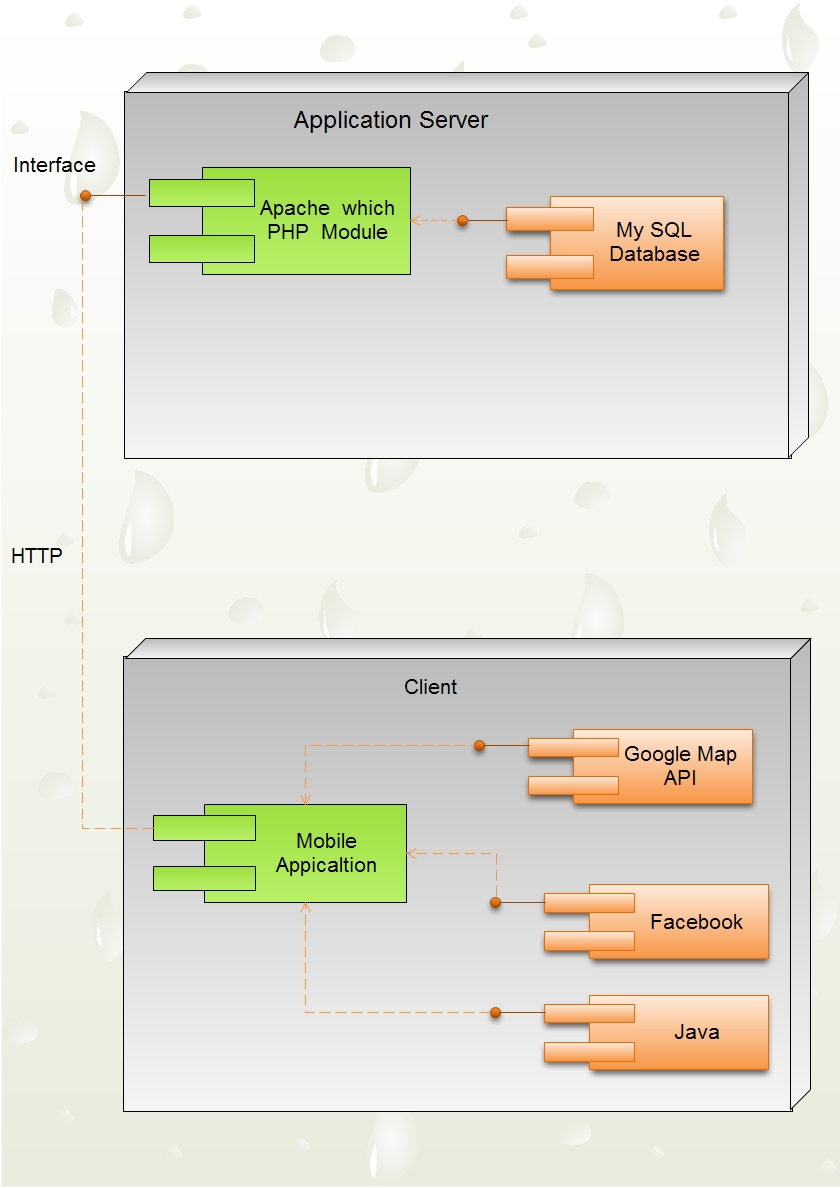 Application Server
Interface
Apache which
PHP Module
My SQL
Database
HTTP
Client
Google Map
API
Mobile
Appicaltion
Facebook
Java